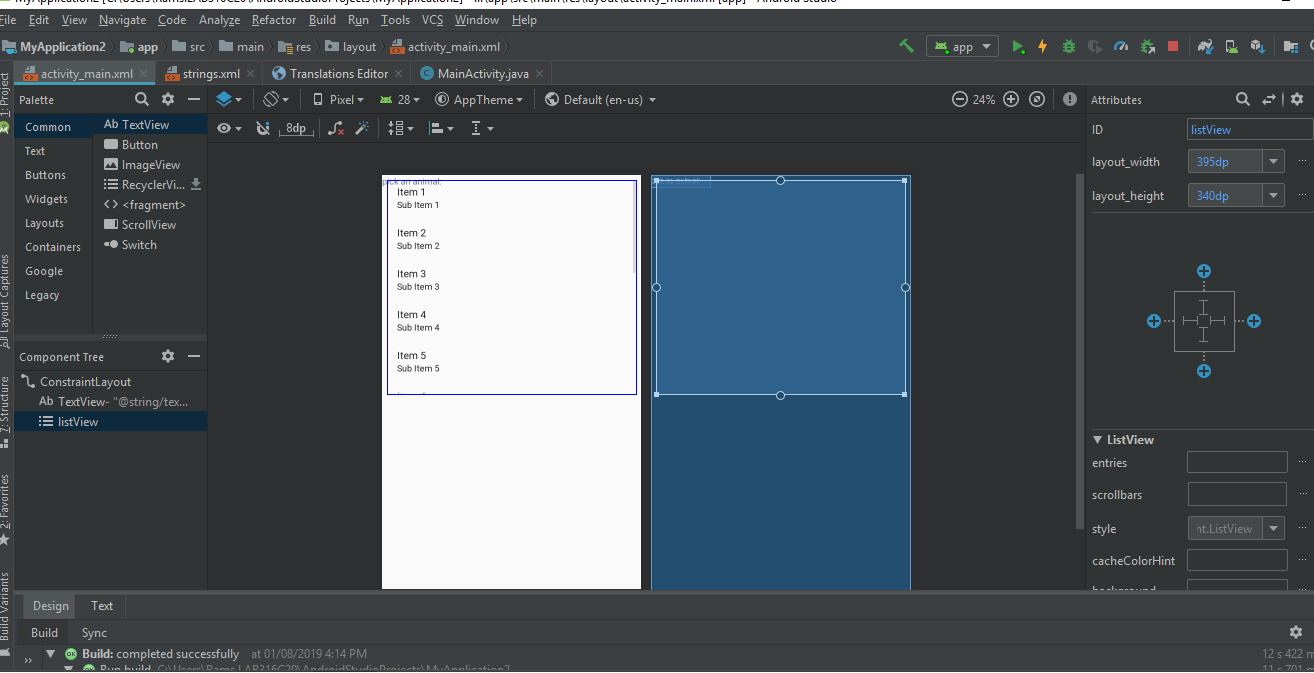 File Edit View Navigate Code Analyze Refactor Build Run Tools VCS Window Help
MyApplication2 app src main res layout activity_main.xml app
activity_main.xml strings.xml Translations Editor MainActivity.java
1: Project
Layout Captures
7: Structure
2: Favorites
Build Variants
Palette
Common
Text
Buttons
Widgets
Layouts
Containers
Google
Legacy
Ab TextView
Button
ImageView
RecyclerVi...
<fragment>
ScrollView
Switch
Component Tree
ConstraintLayout
Ab TextView- "@string/tex...
listView
Pixel 28 AppTheme Default (en-us) 24%
8dp
pick an animal:
Item 1
Sub Item 1
Item 2
Sub Item 2
Item 3
Sub Item 3
Item 4
Sub Item 4
Item 5
Sub Item 5
Attributes
ID listView
layout_width 395dp
layout_height 340dp
ListView
entries
scrollbars
style nt.ListView
cacheColorHint
background
Design Text
Build Sync
Build: completed successfully at 01/08/2019 4:14 PM 12 s 422 m
Run build